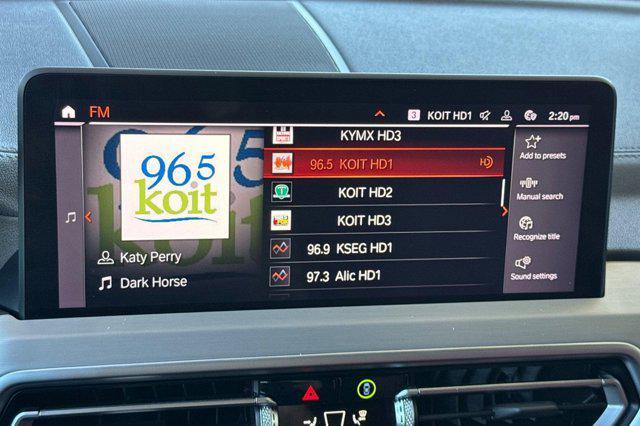 FM
3 KOIT HD1 2:20 pm
96.5
koit
Katy Perry
Dark Horse
KYMX HD3
96.5 KOIT HD1
KOIT HD2
KOIT HD3
96.9 KSEG HD1
97.3 Alic HD1
Add to presets
Manual search
Recognize title
Sound settings